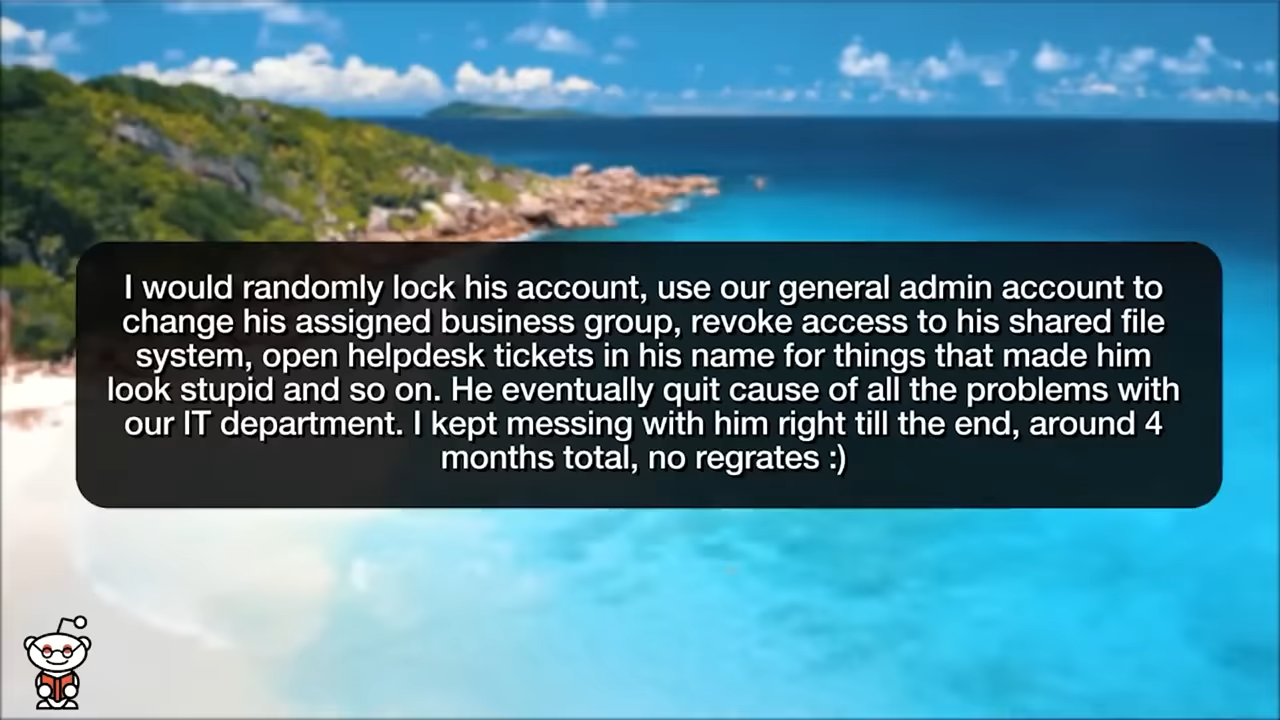 I would randomly lock his account, use our general admin account to
change his assigned business group, revoke access to his shared file
system, open helpdesk tickets in his name for things that made him
look stupid and so on. He eventually quit cause of all the problems with
our IT department. I kept messing with him right till the end, around 4
months total, no regrates :)